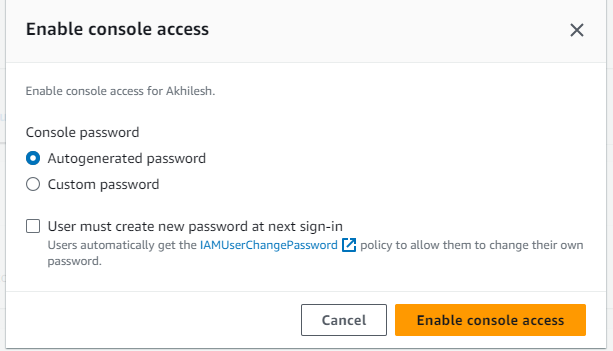 Enable console access
Enable console access for Akhilesh.
Console password
Autogenerated password
Custom password
User must create new password at next sign-in
Users automatically get the IAMUserChangePassword policy to allow them to change their own
password.
Cancel
Enable console access